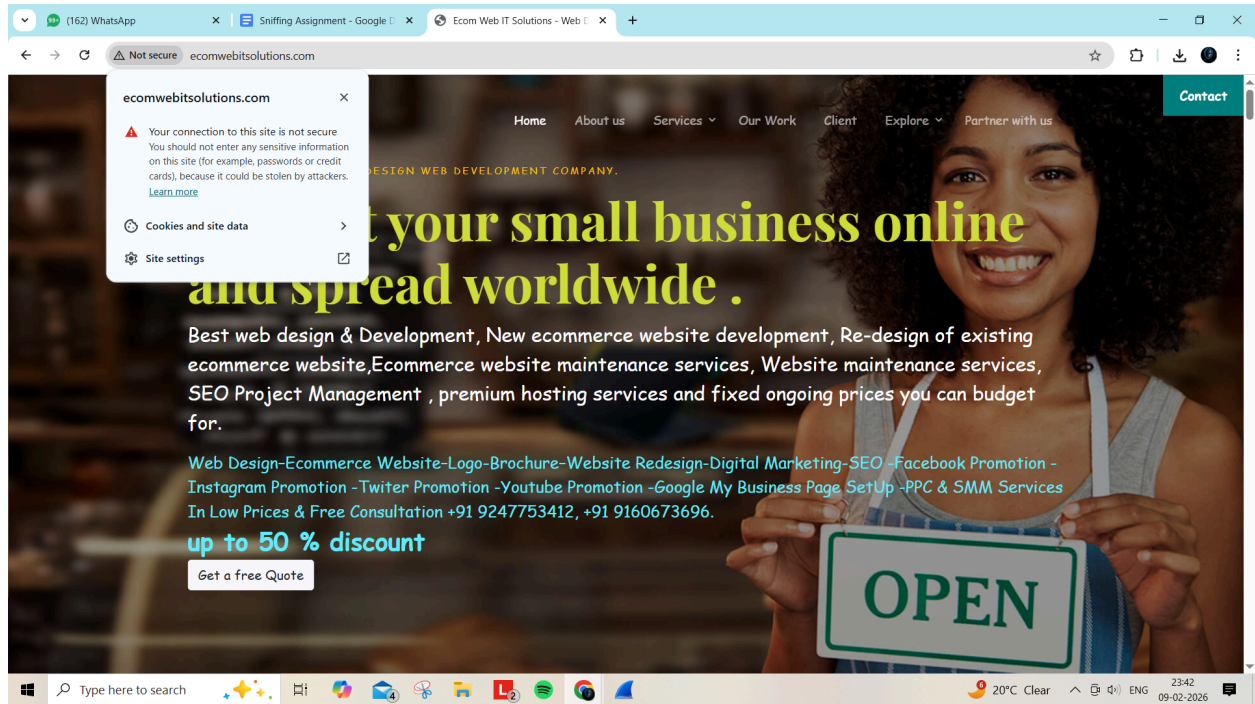 (162) WhatsApp
Sniffing Assignment - Google D
Ecom Web IT Solutions - Web D
Not secure
ecomwebitsolutions.com
ecomwebitsolutions.com
Your connection to this site is not secure
You should not enter any sensitive information
on this site (for example, passwords or credit
cards), because it could be stolen by attackers.
Learn more
Cookies and site data
Site settings
Home About us Services Our Work Client Explore Partner with us
Contact
DESIGN WEB DEVELOPMENT COMPANY.
t your small business online
and spread worldwide .
Best web design & Development, New ecommerce website development, Re-design of existing
ecommerce website,Ecommerce website maintenance services, Website maintenance services,
SEO Project Management , premium hosting services and fixed ongoing prices you can budget
for.
Web Design-Ecommerce Website-Logo-Brochure-Website Redesign-Digital Marketing-SEO -Facebook Promotion -
Instagram Promotion -Twiter Promotion -Youtube Promotion -Google My Business Page SetUp -PPC & SMM Services
In Low Prices & Free Consultation +91 9247753412, +91 9160673696.
up to 50 % discount
Get a free Quote
OPEN
Type here to search
4
L2
9
20°C Clear
ENG
23:42
09-02-2026